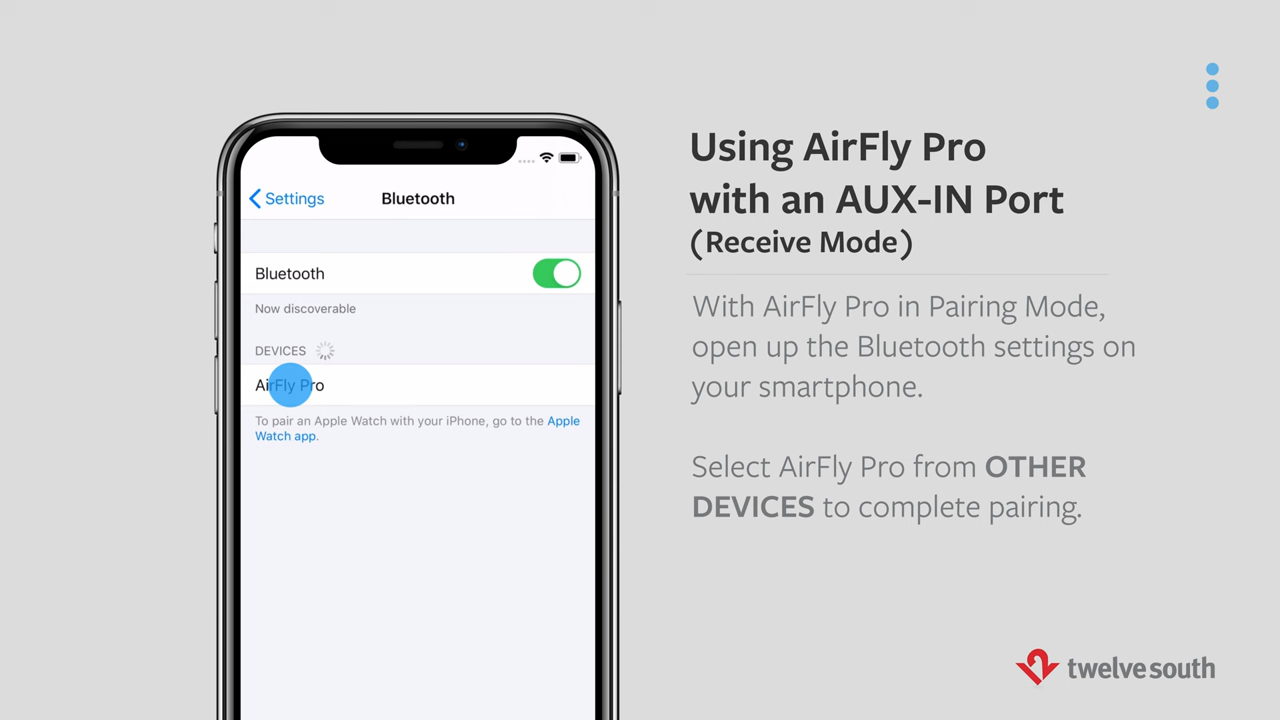 Settings
Bluetooth
Bluetooth
Now discoverable
DEVICES
AirFly Pro
To pair an Apple Watch with your iPhone, go to the Apple
Watch app.
Using AirFly Pro
with an AUX-IN Port
(Receive Mode)
With AirFly Pro in Pairing Mode,
open up the Bluetooth settings on
your smartphone.
Select AirFly Pro from OTHER
DEVICES to complete pairing.
twelve south